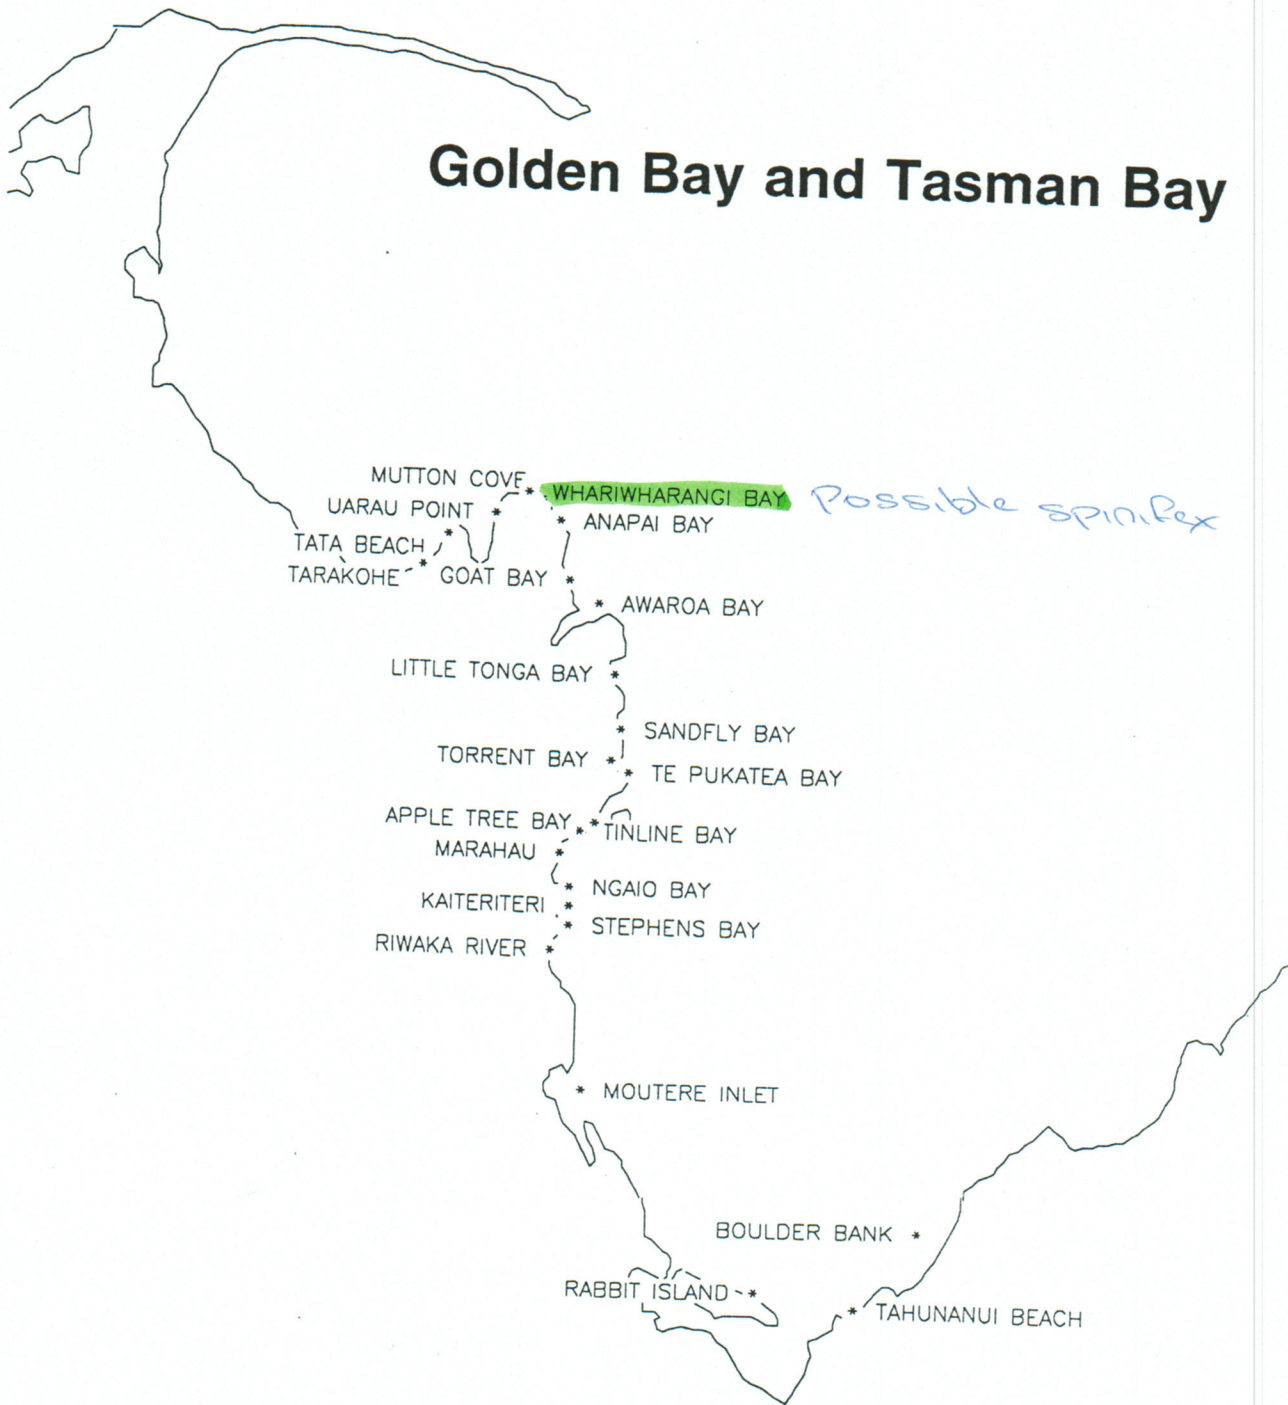 Golden Bay and Tasman Bay
MUTTON COVE
WHARIWHARANGI BAY Possible spinifex
UARAU POINT
ANAPAI BAY
TATA BEACH
TARAKOHE
GOAT BAY
AWAROA BAY
LITTLE TONGA BAY
SANDFLY BAY
TORRENT BAY
TE PUKATEA BAY
APPLE TREE BAY
TINLINE BAY
MARAHAU
NGAIO BAY
KAITERITERI
STEPHENS BAY
RIWAKA RIVER
MOUTERE INLET
BOULDER BANK
RABBIT ISLAND
TAHUNANUI BEACH